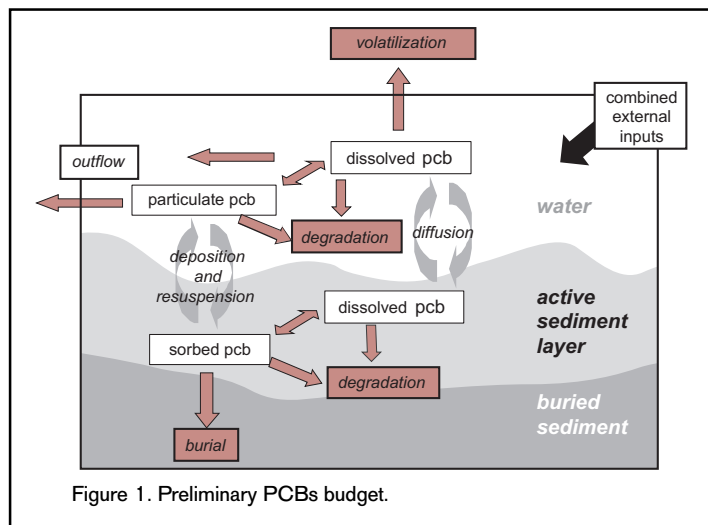 volatilization
combined
external
inputs
outflow
dissolved pcb
particulate pcb
water
degradation
diffusion
deposition
and
resuspension
dissolved pcb
active
sediment
layer
sorbed pcb
degradation
buried
sediment
burial
Figure 1. Preliminary PCBs budget.